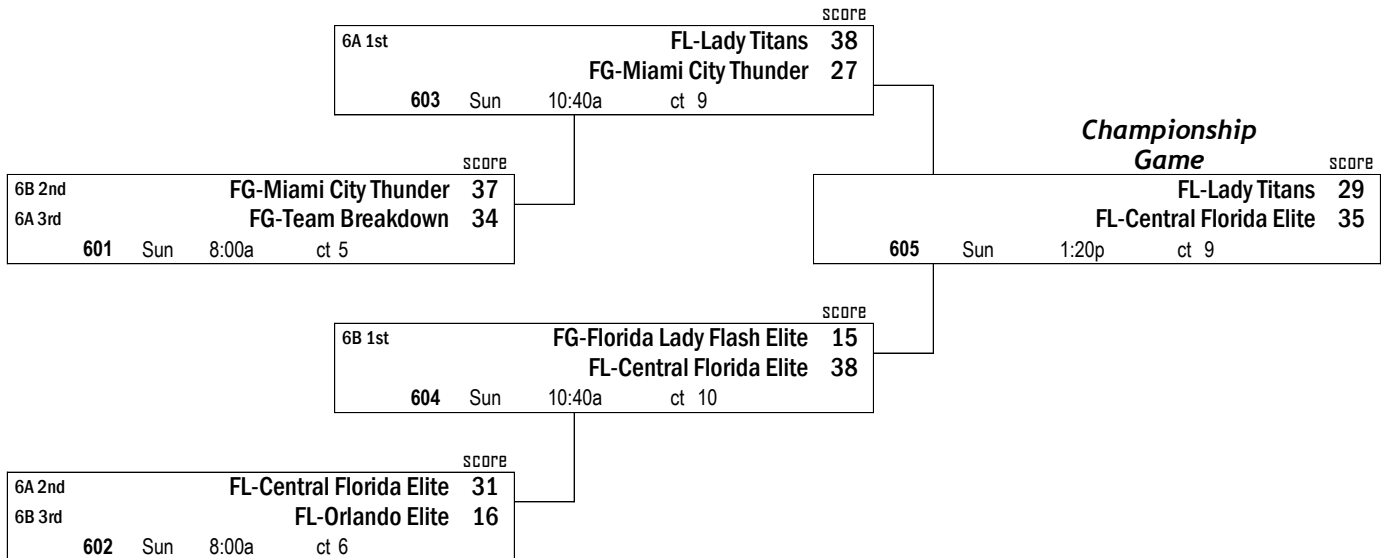 score
6A 1st FL-Lady Titans 38
FG-Miami City Thunder 27
603 Sun 10:40a ct 9
score
6B 2nd FG-Miami City Thunder 37
6A 3rd FG-Team Breakdown 34
601 Sun 8:00a ct 5
Championship
Game
score
FL-Lady Titans 29
FL-Central Florida Elite 35
605 Sun 1:20p ct 9
score
6B 1st FG-Florida Lady Flash Elite 15
FL-Central Florida Elite 38
604 Sun 10:40a ct 10
score
6A 2nd FL-Central Florida Elite 31
6B 3rd FL-Orlando Elite 16
602 Sun 8:00a ct 6